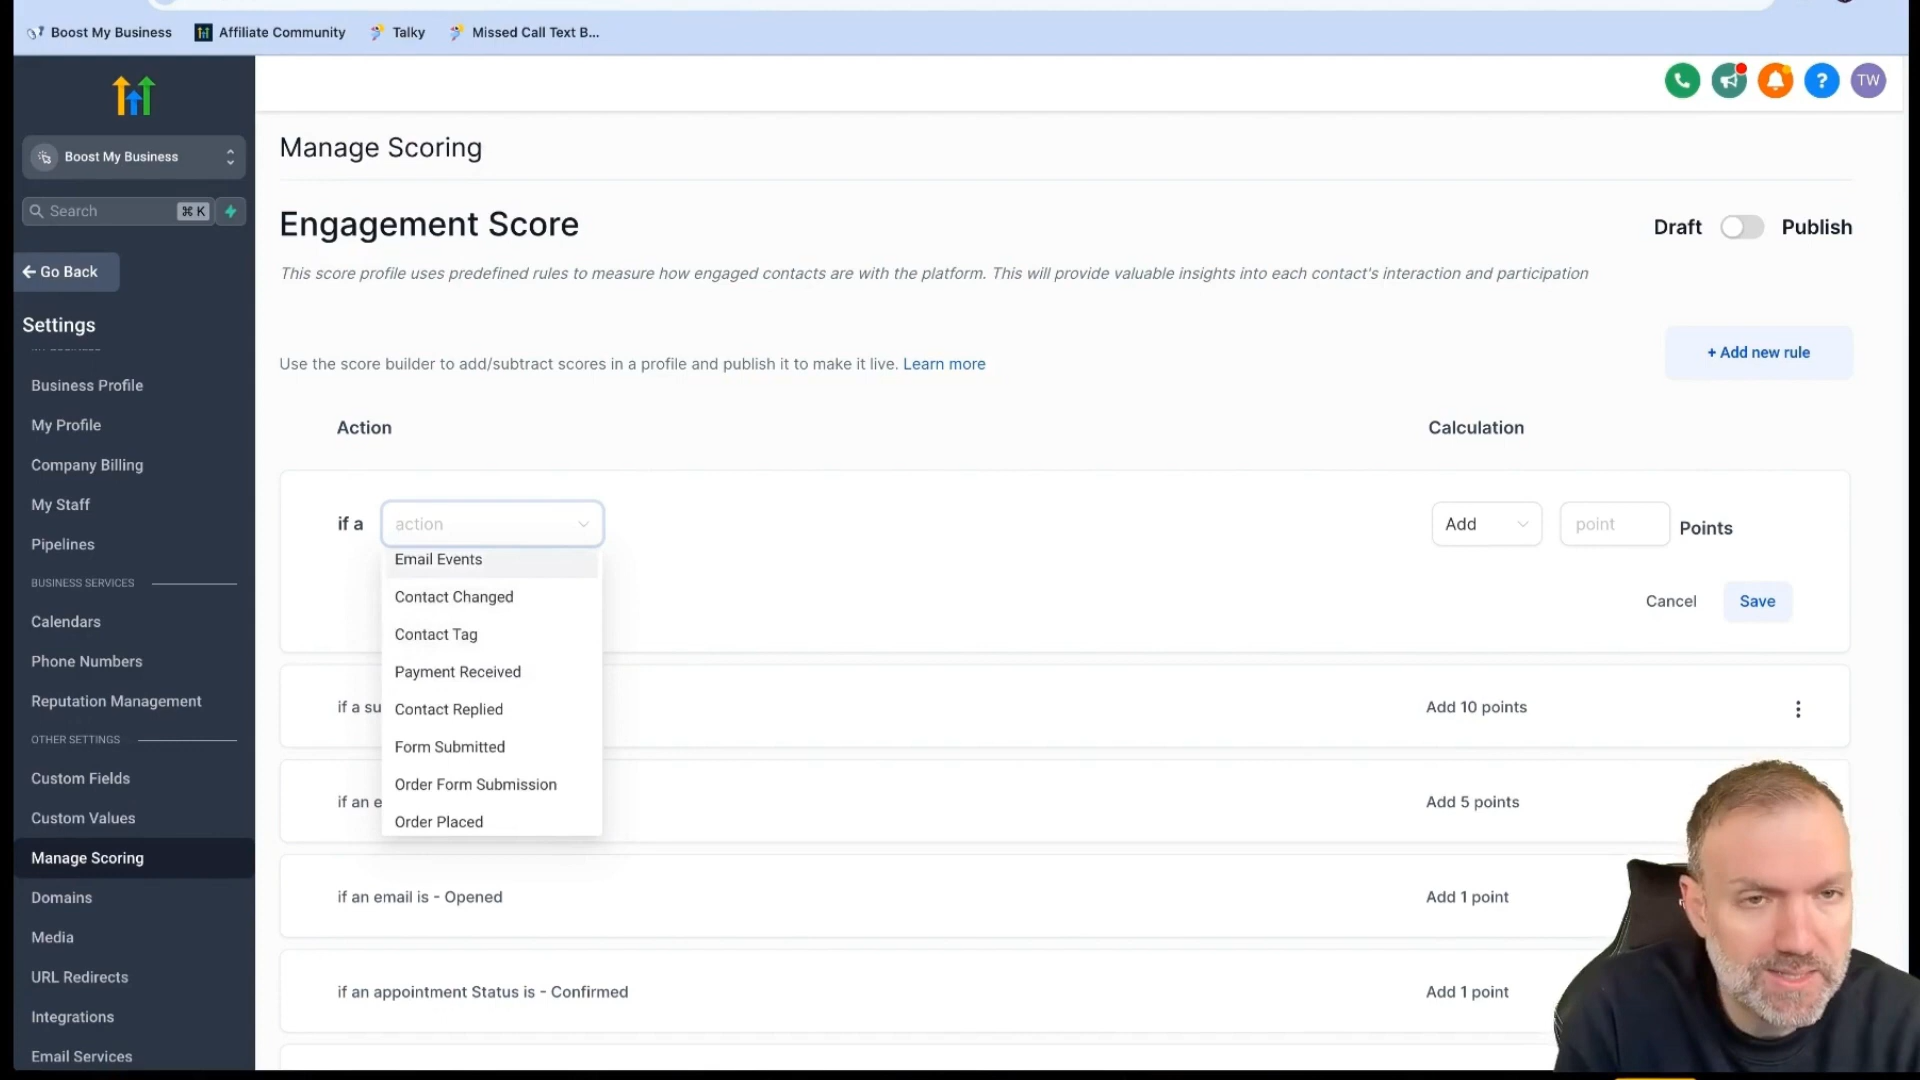 Boost My Business
Affiliate Community
Talky
Missed Call Text B...
TW
Boost My Business
Search
⌘ K
Go Back
Settings
Business Profile
My Profile
Company Billing
My Staff
Pipelines
BUSINESS SERVICES
Calendars
Phone Numbers
Reputation Management
OTHER SETTINGS
Custom Fields
Custom Values
Manage Scoring
Domains
Media
URL Redirects
Integrations
Email Services
Manage Scoring
Engagement Score
Draft
Publish
This score profile uses predefined rules to measure how engaged contacts are with the platform. This will provide valuable insights into each contact's interaction and participation
Use the score builder to add/subtract scores in a profile and publish it to make it live. Learn more
+ Add new rule
Action
Calculation
if a
action
Add
point
Points
Email Events
Contact Changed
Contact Tag
Payment Received
Contact Replied
Form Submitted
Order Form Submission
Order Placed
Cancel
Save
if a su
Add 10 points
if an e
Add 5 points
if an email is - Opened
Add 1 point
if an appointment Status is - Confirmed
Add 1 point